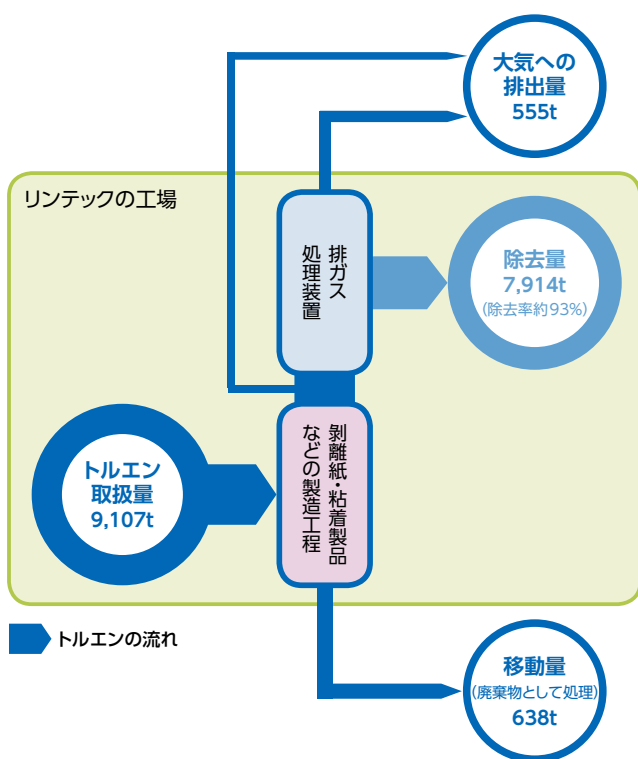 大気への
排出量
555t
リンテックの工場
排ガス
処理装置
除去量
7,914t
(除去率約93%)
トルエン
取扱量
9,107t
剥離紙・粘着製品
などの製造工程
トルエンの流れ
移動量
(廃棄物として処理)
638t